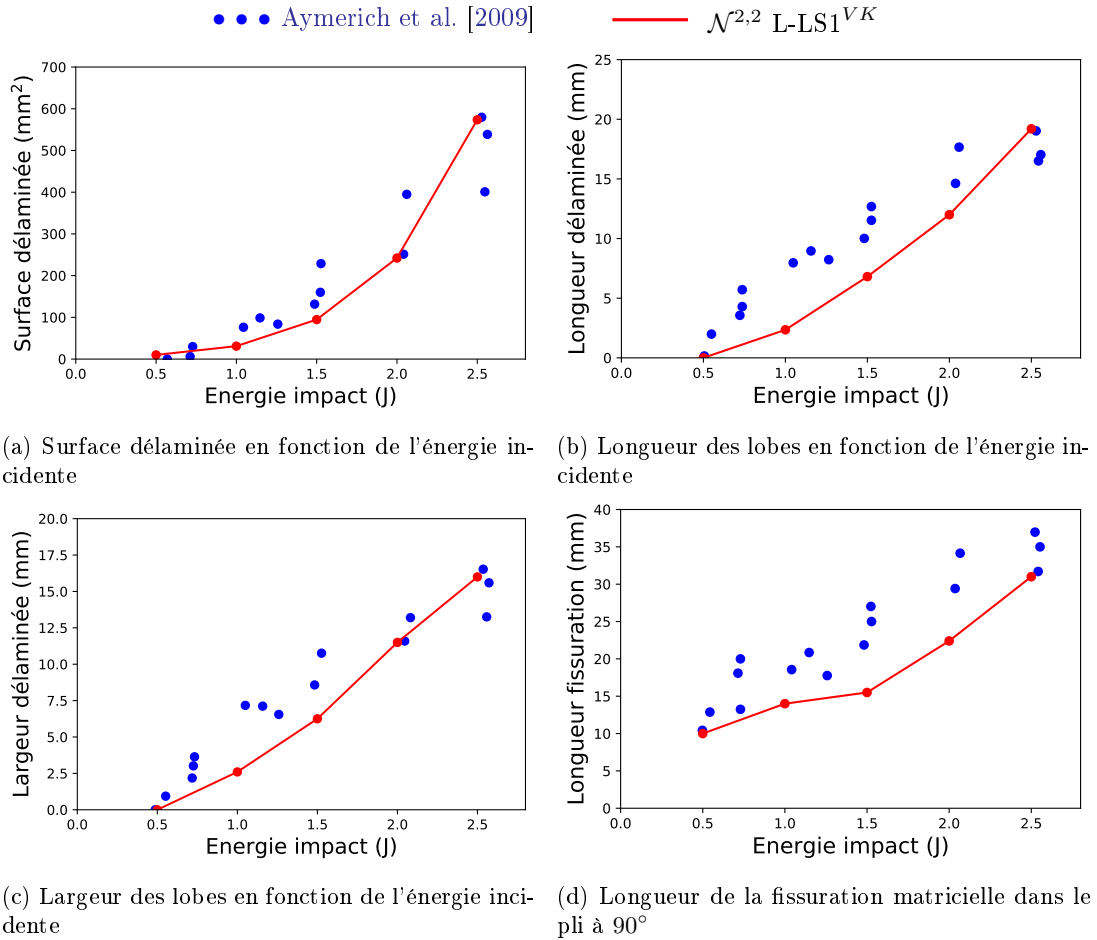 Aymerich et al. [2009]
𝒩^{2,2} L-LS1^{VK}
700
600
500
400
300
200
100
0
Surface délaminée (mm²)
0.0 0.5 1.0 1.5 2.0 2.5
Energie impact (J)
25
20
15
10
5
0
Longueur délaminée (mm)
0.0 0.5 1.0 1.5 2.0 2.5
Energie impact (J)
(a) Surface délaminée en fonction de l'énergie in-
cidente
(b) Longueur des lobes en fonction de l'énergie in-
cidente
20.0
17.5
15.0
12.5
10.0
7.5
5.0
2.5
0.0
Largeur délaminée (mm)
0.0 0.5 1.0 1.5 2.0 2.5
Energie impact (J)
40
35
30
25
20
15
10
5
0
Longueur fissuration (mm)
0.0 0.5 1.0 1.5 2.0 2.5
Energie impact (J)
(c) Largeur des lobes en fonction de l'énergie inci-
dente
(d) Longueur de la fissuration matricielle dans le
pli à 90°